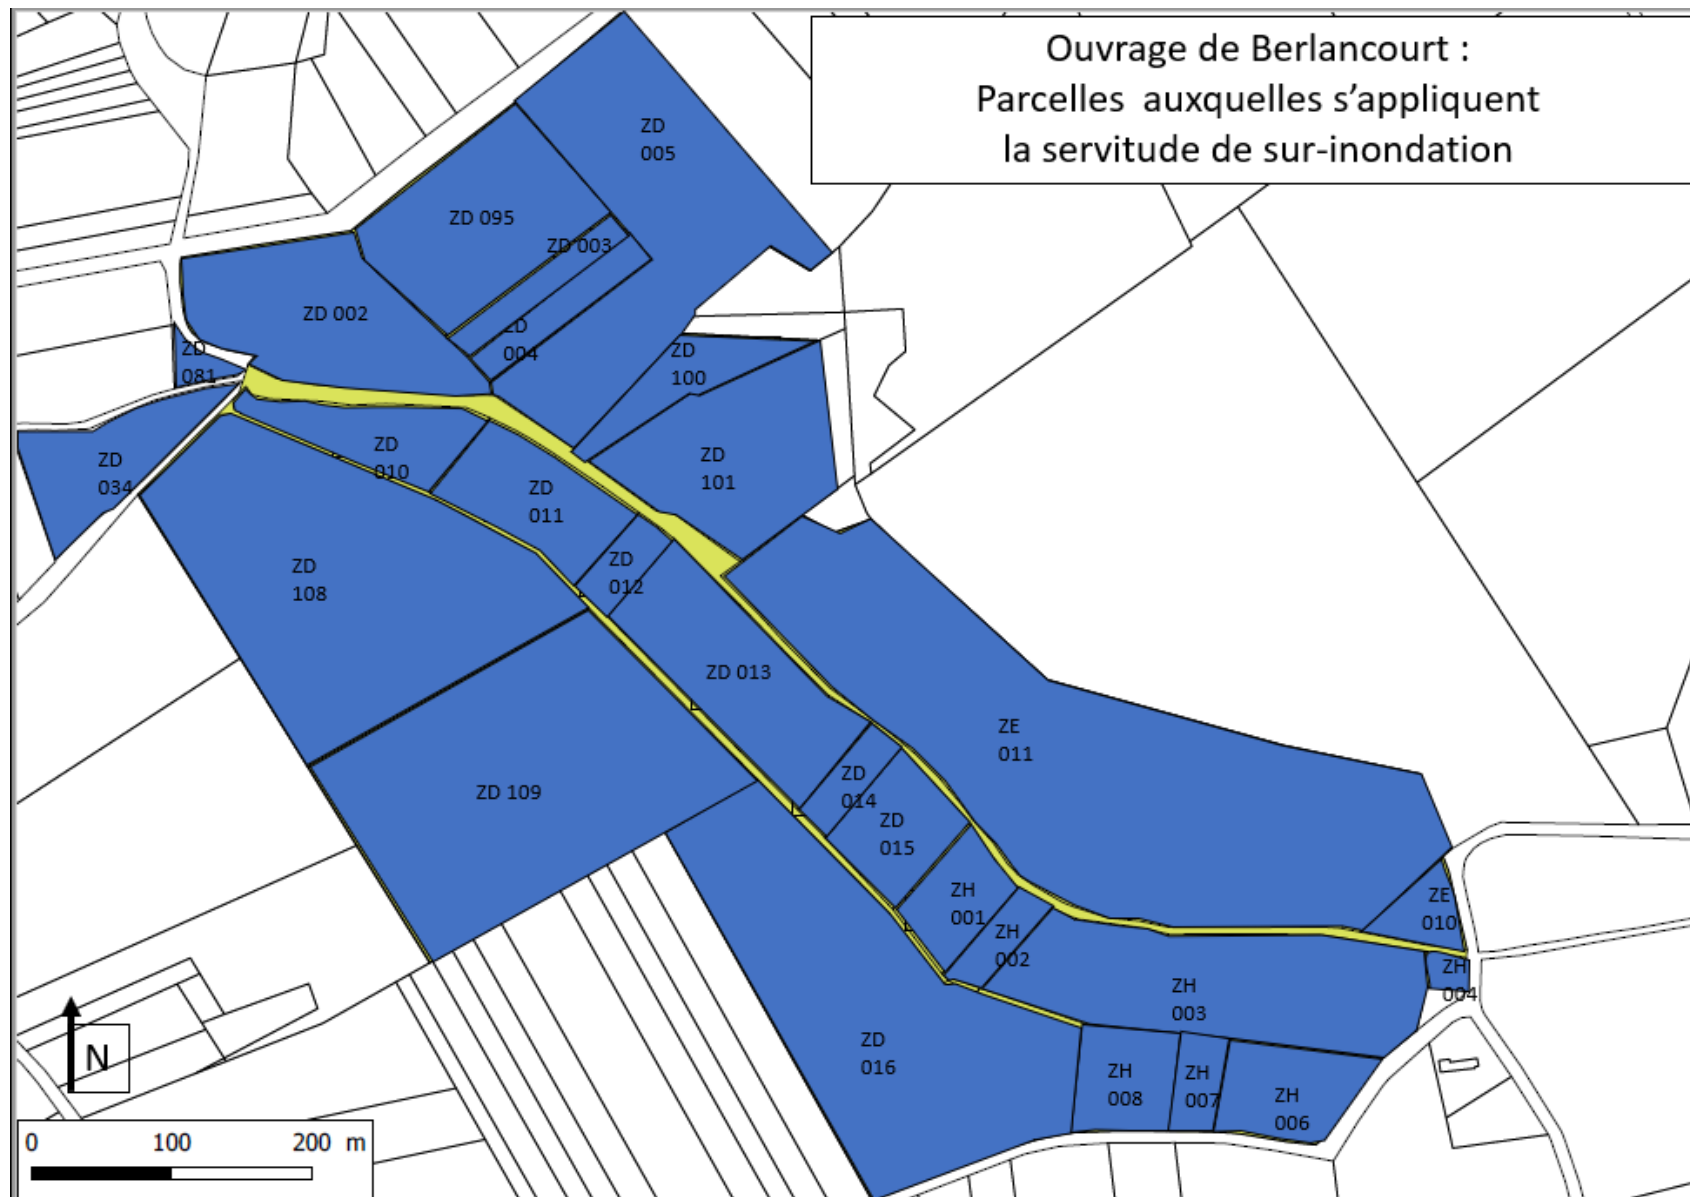 Ouvrage de Berlancourt :
Parcelles auxquelles s'appliquent
la servitude de sur-inondation
ZD
005
ZD 095
ZD 003
ZD 002
ZD
004
ZD
081
ZD
100
ZD
010
ZD
101
ZD
034
ZD
011
ZD
012
ZD
108
ZD 013
ZE
011
ZD 109
ZD
014
ZD
015
ZH
001
ZE
010
ZH
002
ZH
004
ZH
003
ZD
016
ZH
008
ZH
007
ZH
006
N
0 100 200 m